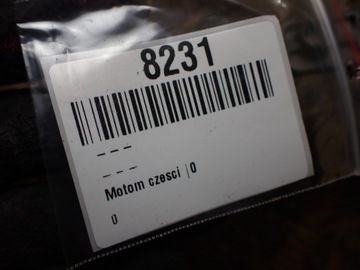 8231
- - -
- - -
Motom czesci |0
0